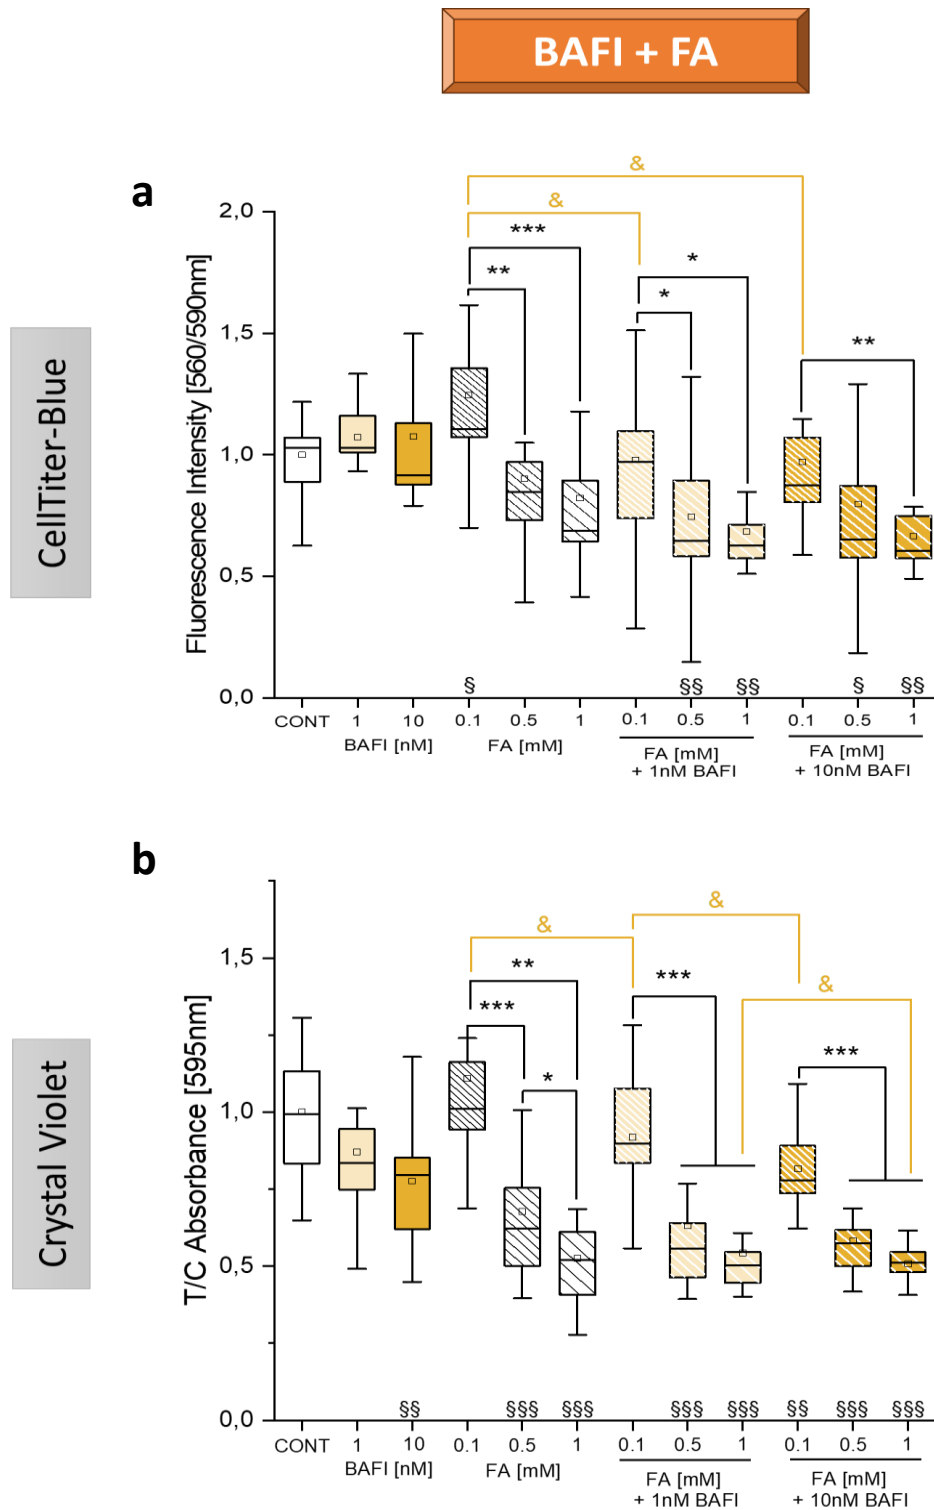 BAFI + FA
a
CellTiter-Blue
Fluorescence Intensity [560/590nm]
2,0
1,5
1,0
0,5
0,0
&
&
***
**
*
*
**
§ §§ §§ § §§
CONT 1 10 0.1 0.5 1 0.1 0.5 1 0.1 0.5 1
BAFI [nM] FA [mM] FA [mM] FA [mM]
+ 1nM BAFI + 10nM BAFI
b
Crystal Violet
T/C Absorbance [595nm]
1,5
1,0
0,5
0,0
&
&
**
***
***
&
*
***
§§ §§§ §§§ §§§ §§§ §§ §§§ §§§
CONT 1 10 0.1 0.5 1 0.1 0.5 1 0.1 0.5 1
BAFI [nM] FA [mM] FA [mM] FA [mM]
+ 1nM BAFI + 10nM BAFI